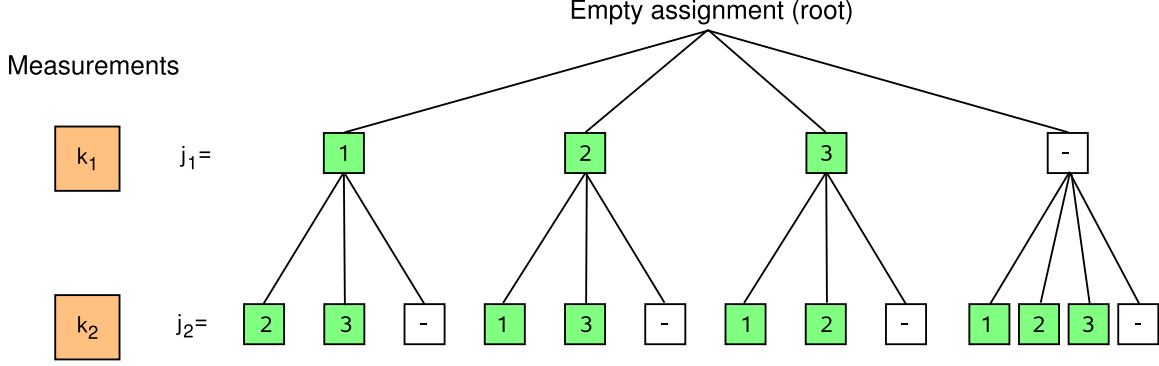 Empty assignment (root)
Measurements
k1 j1= 1 2 3 -
k2 j2= 2 3 - 1 3 - 1 2 - 1 2 3 -